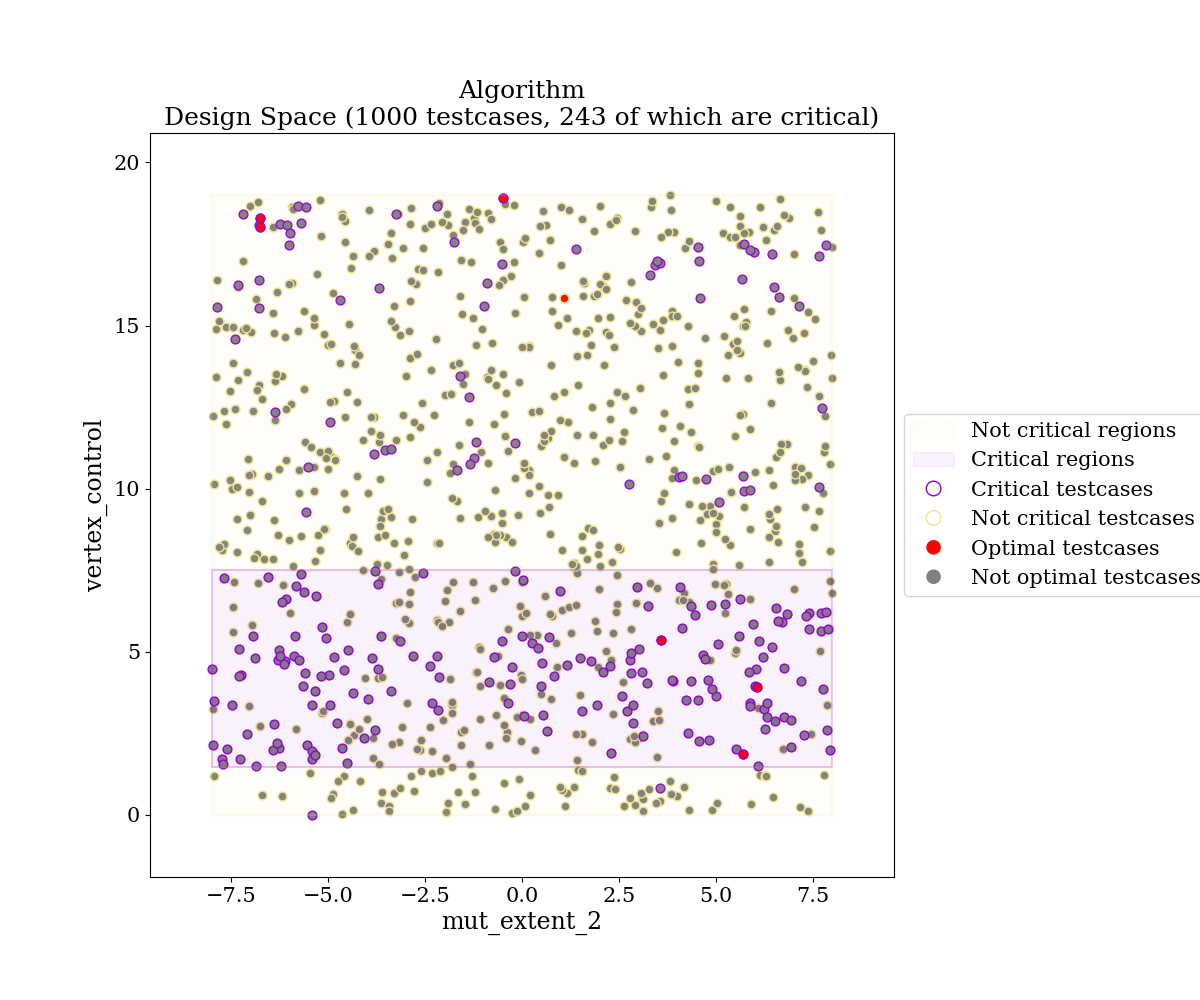 Algorithm
Design Space (1000 testcases, 243 of which are critical)
20
15
10
5
0
vertex_control
−7.5
−5.0
−2.5
0.0
2.5
5.0
7.5
mut_extent_2
Not critical regions
Critical regions
Critical testcases
Not critical testcases
Optimal testcases
Not optimal testcases